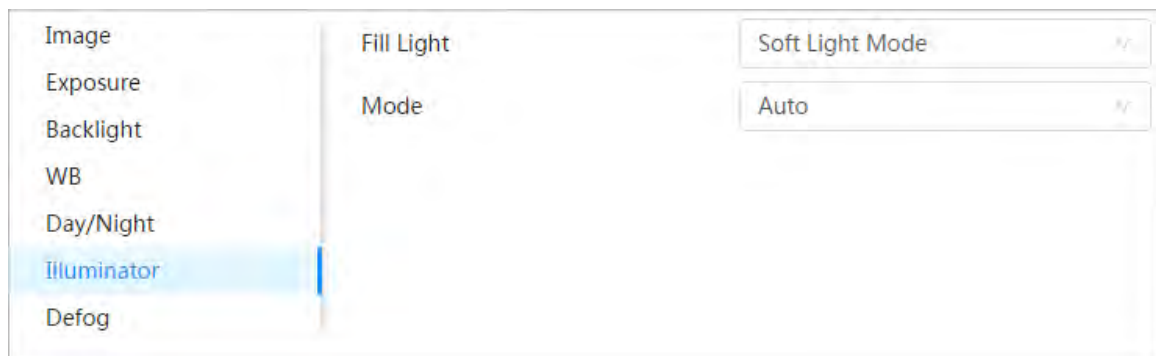 Image
Exposure
Backlight
WB
Day/Night
Illuminator
Defog
Fill Light
Soft Light Mode
Mode
Auto